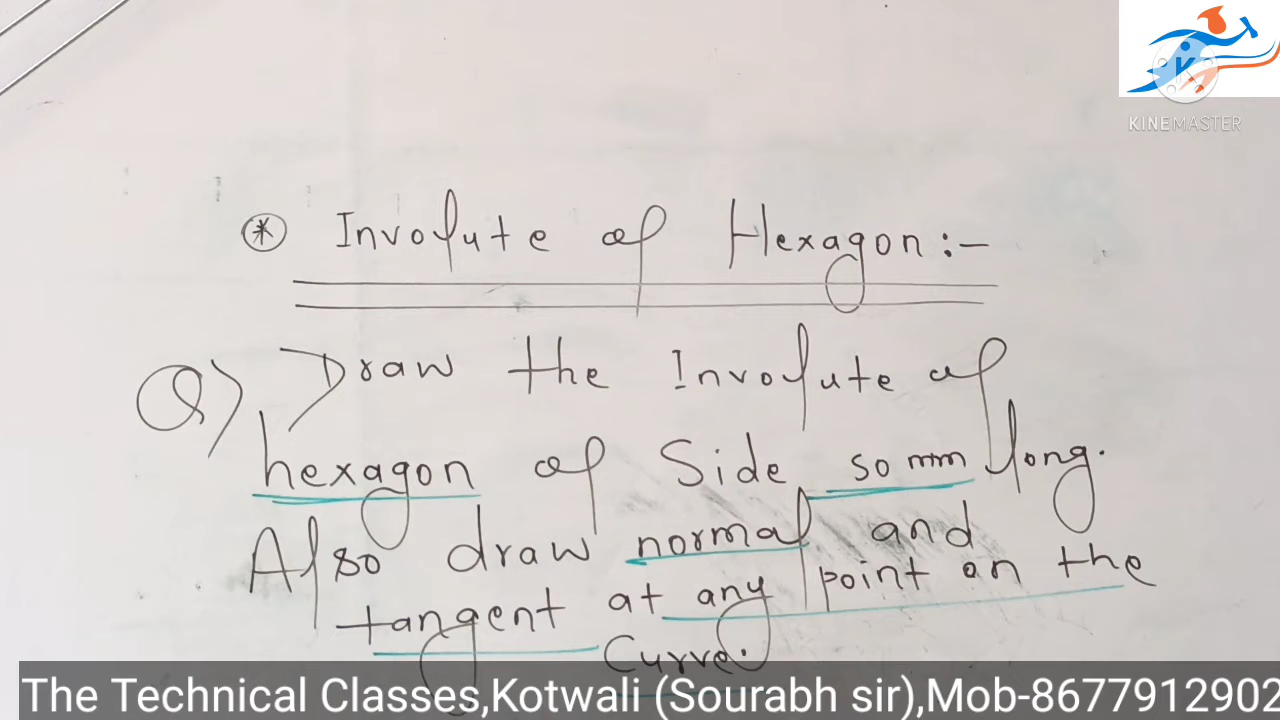 KINEMASTER
* Involute of Hexagon:-
Q) Draw the Involute of
hexagon of Side 50 mm long.
Also draw normal and
tangent at any point on the
Curve.
The Technical Classes,Kotwali (Sourabh sir),Mob-8677912902